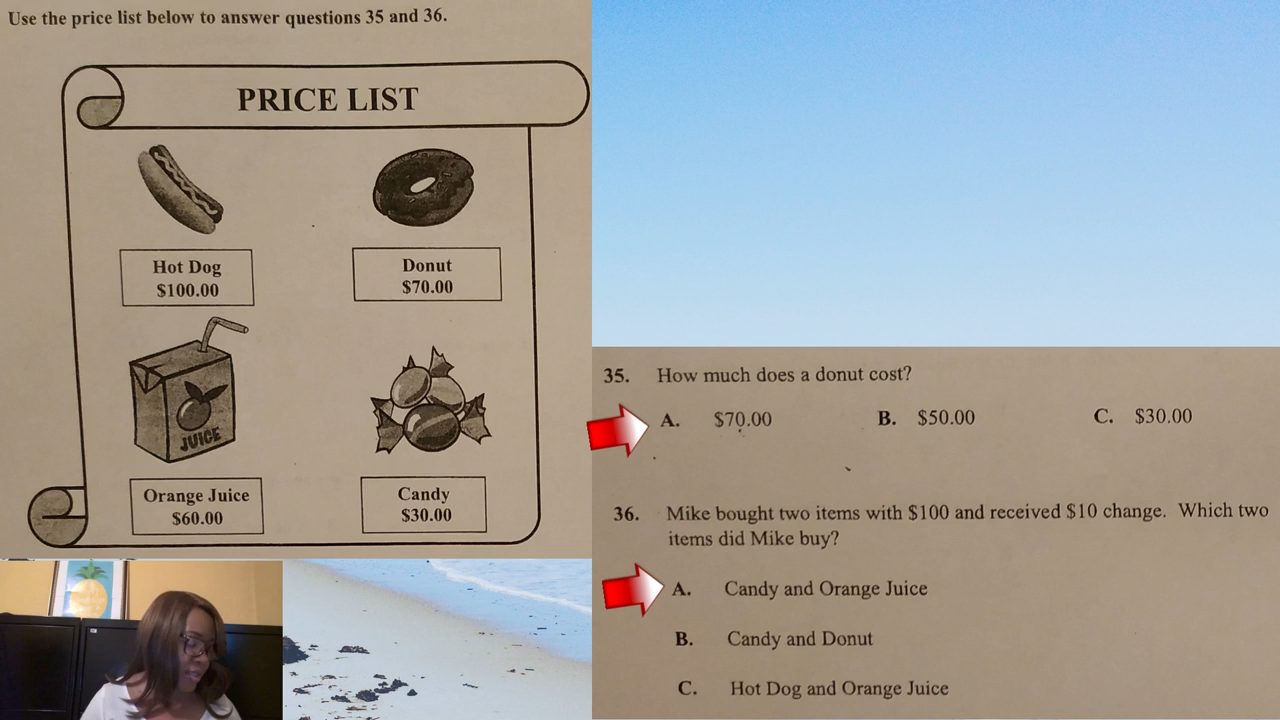 Use the price list below to answer questions 35 and 36.
PRICE LIST
Hot Dog
$100.00
Donut
$70.00
JUICE
Orange Juice
$60.00
Candy
$30.00
35. How much does a donut cost?
A. $70.00 B. $50.00 C. $30.00
36. Mike bought two items with $100 and received $10 change. Which two
items did Mike buy?
A. Candy and Orange Juice
B. Candy and Donut
C. Hot Dog and Orange Juice